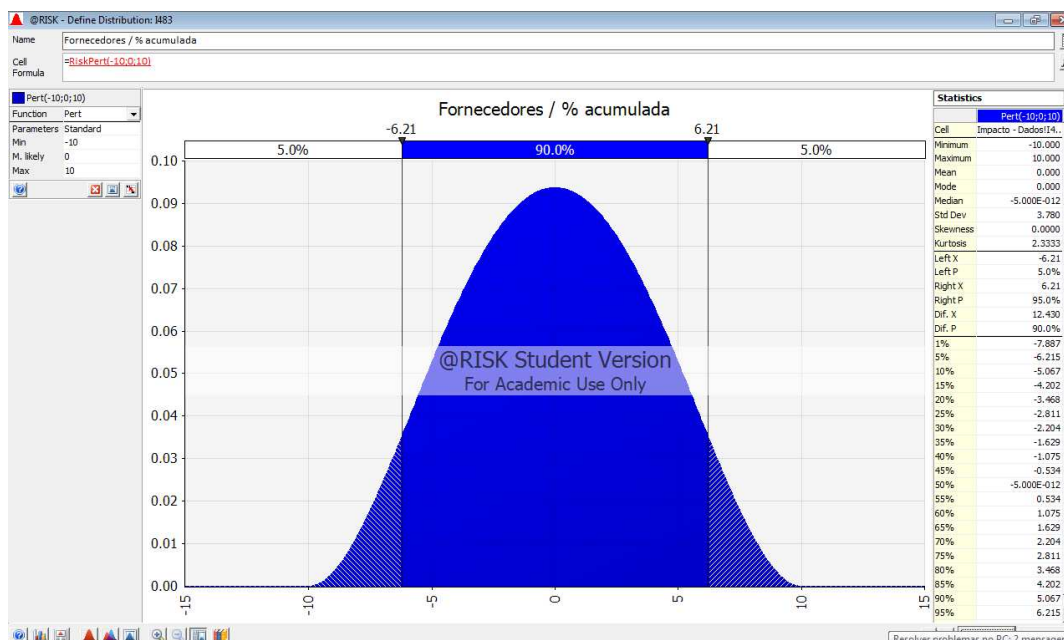 @RISK - Define Distribution: I483
Name
Fornecedores / % acumulada
Cell Formula
=RiskPert(-10;0;10)
Pert(-10;0;10)
Function Pert
Parameters Standard
Min -10
M. likely 0
Max 10
Fornecedores / % acumulada
-6.21 6.21
5.0% 90.0% 5.0%
0.10
0.09
0.08
0.07
0.06
0.05
0.04
0.03
0.02
0.01
0.00
-15 -10 -5 0 5 10 15
@RISK Student Version
For Academic Use Only
Statistics
Pert(-10;0;10)
Cell Impacto - Dados!I4..
Minimum -10.000
Maximum 10.000
Mean 0.000
Mode 0.000
Median -5.000E-012
Std Dev 3.780
Skewness 0.0000
Kurtosis 2.3333
Left X -6.21
Left P 5.0%
Right X 6.21
Right P 95.0%
Dif. X 12.430
Dif. P 90.0%
1% -7.887
5% -6.215
10% -5.067
15% -4.202
20% -3.468
25% -2.811
30% -2.204
35% -1.629
40% -1.075
45% -0.534
50% -5.000E-012
55% 0.534
60% 1.075
65% 1.629
70% 2.204
75% 2.811
80% 3.468
85% 4.202
90% 5.067
95% 6.215
Resolver problemas no PC: 2 mensagen